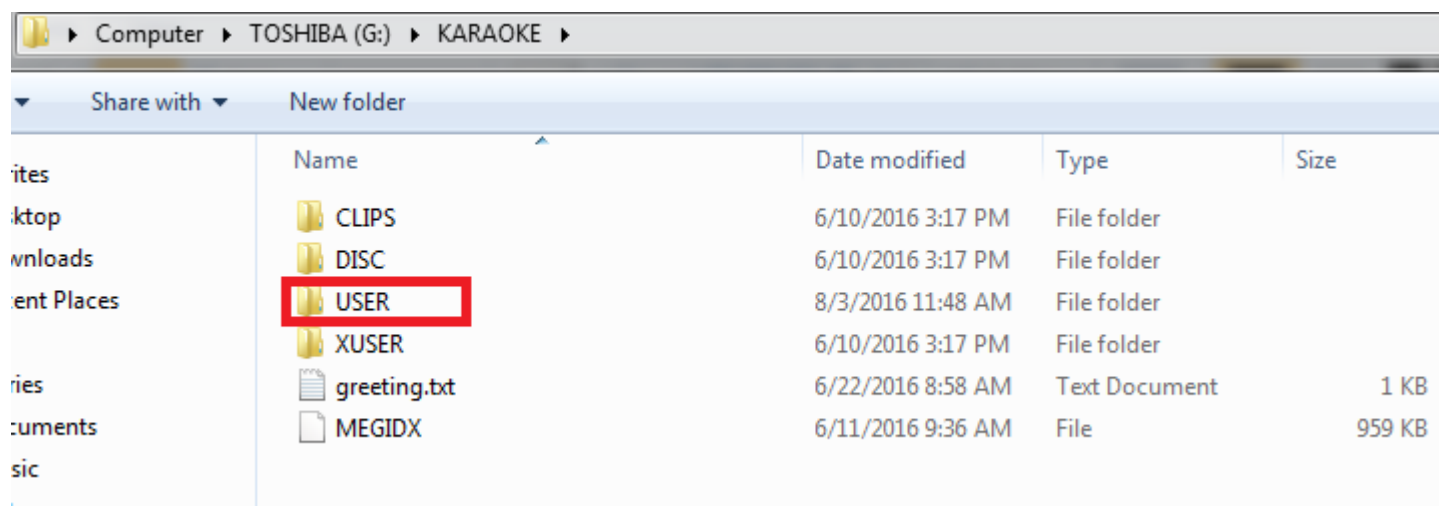 Computer TOSHIBA (G:) KARAOKE
Share with New folder
Name Date modified Type Size
rites
CLIPS 6/10/2016 3:17 PM File folder
sktop
DISC 6/10/2016 3:17 PM File folder
wnloads
USER 8/3/2016 11:48 AM File folder
cent Places
XUSER 6/10/2016 3:17 PM File folder
greeting.txt 6/22/2016 8:58 AM Text Document 1 KB
ries
MEGIDX 6/11/2016 9:36 AM File 959 KB
cuments
sic